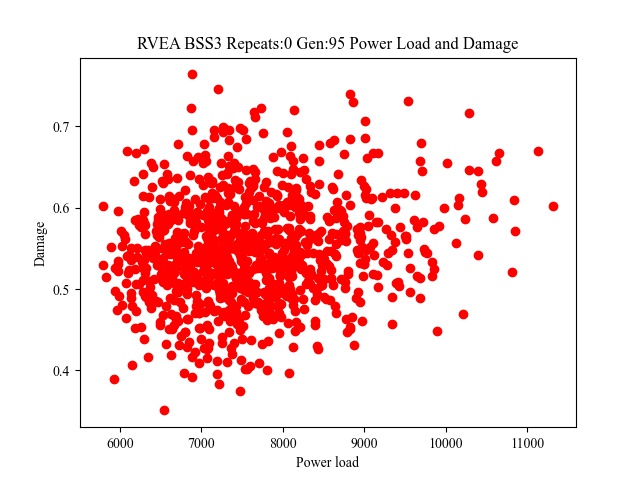 RVEA BSS3 Repeats:0 Gen:95 Power Load and Damage
0.7
0.6
0.5
0.4
Damage
6000 7000 8000 9000 10000 11000
Power load